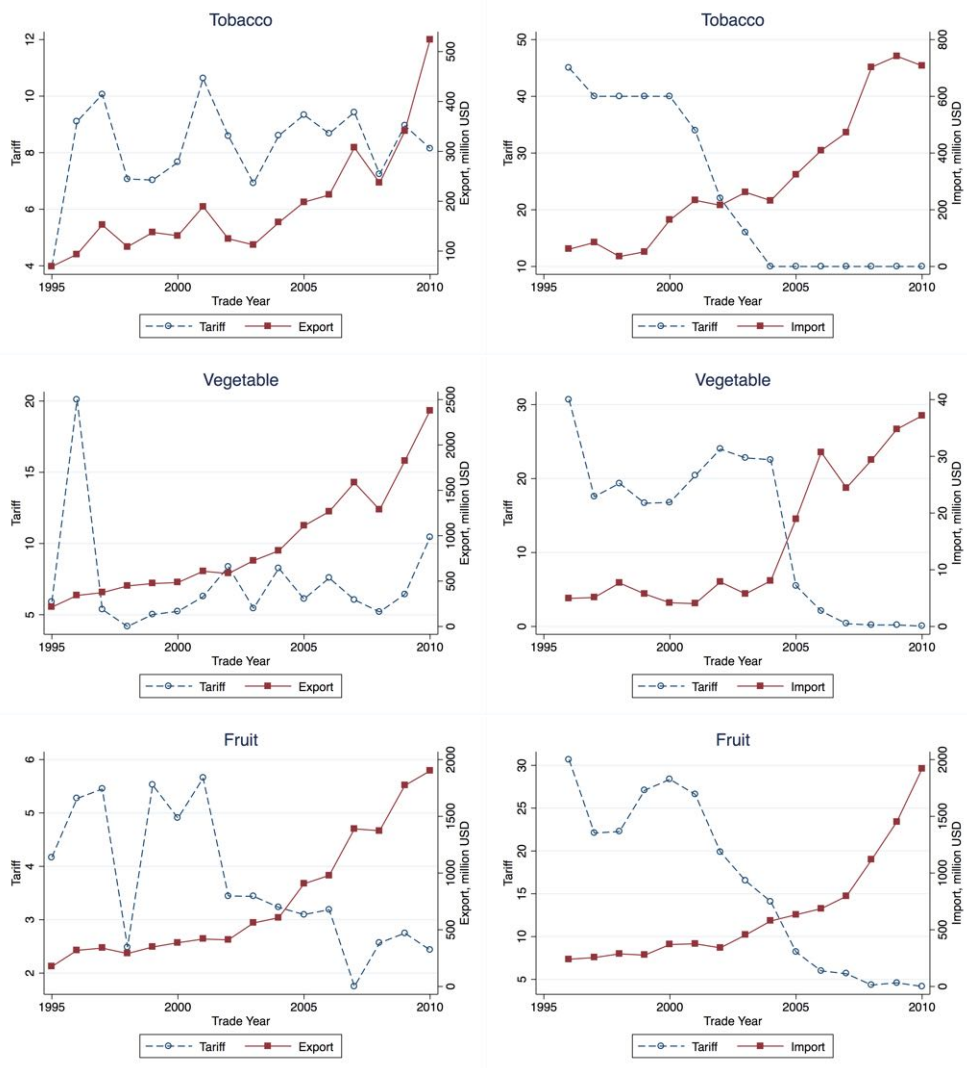 Tobacco
12
10
8
6
4
Tariff
500
400
300
200
100
Export, million USD
1995 2000 2005 2010
Trade Year
Tariff Export
Tobacco
50
40
30
20
10
Tariff
800
600
400
200
0
Import, million USD
1995 2000 2005 2010
Trade Year
Tariff Import
Vegetable
20
15
10
5
Tariff
2500
2000
1500
1000
500
0
Export, million USD
1995 2000 2005 2010
Trade Year
Tariff Export
Vegetable
30
20
10
0
Tariff
40
30
20
10
0
Import, million USD
1995 2000 2005 2010
Trade Year
Tariff Import
Fruit
6
5
4
3
2
Tariff
2000
1500
1000
500
0
Export, million USD
1995 2000 2005 2010
Trade Year
Tariff Export
Fruit
30
25
20
15
10
5
Tariff
2000
1500
1000
500
0
Import, million USD
1995 2000 2005 2010
Trade Year
Tariff Import